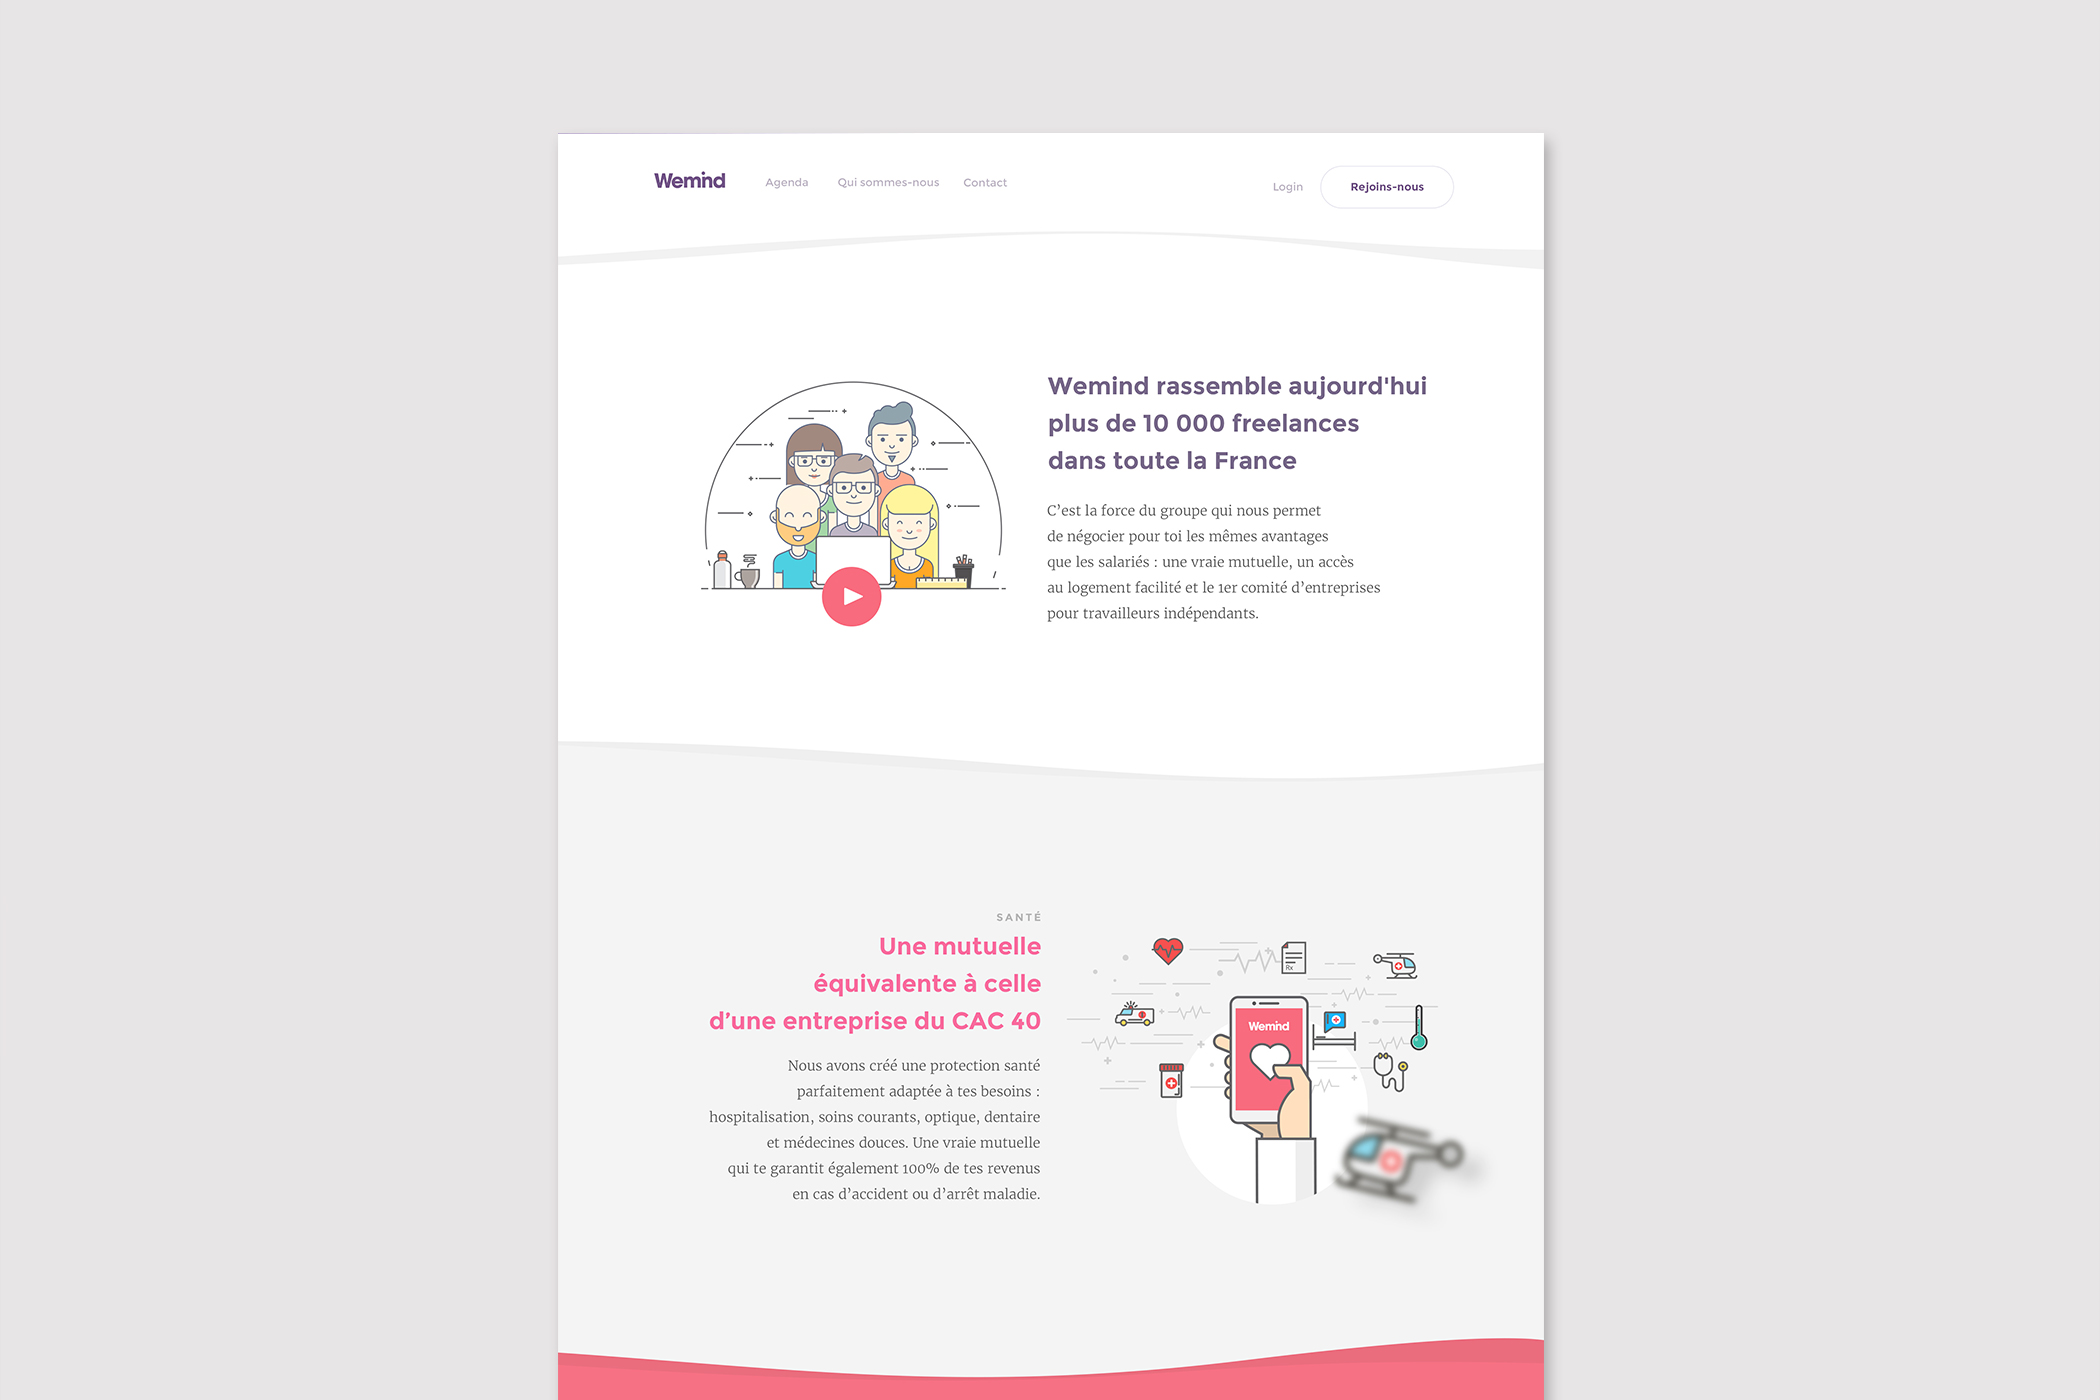 Wemind
Agenda
Qui sommes-nous
Contact
Login
Rejoins-nous
Wemind rassemble aujourd'hui
plus de 10 000 freelances
dans toute la France
C’est la force du groupe qui nous permet
de négocier pour toi les mêmes avantages
que les salariés : une vraie mutuelle, un accès
au logement facilité et le 1er comité d’entreprises
pour travailleurs indépendants.
SANTÉ
Une mutuelle
équivalente à celle
d’une entreprise du CAC 40
Nous avons créé une protection santé
parfaitement adaptée à tes besoins :
hospitalisation, soins courants, optique, dentaire
et médecines douces. Une vraie mutuelle
qui te garantit également 100% de tes revenus
en cas d’accident ou d’arrêt maladie.
Rx
Wemind